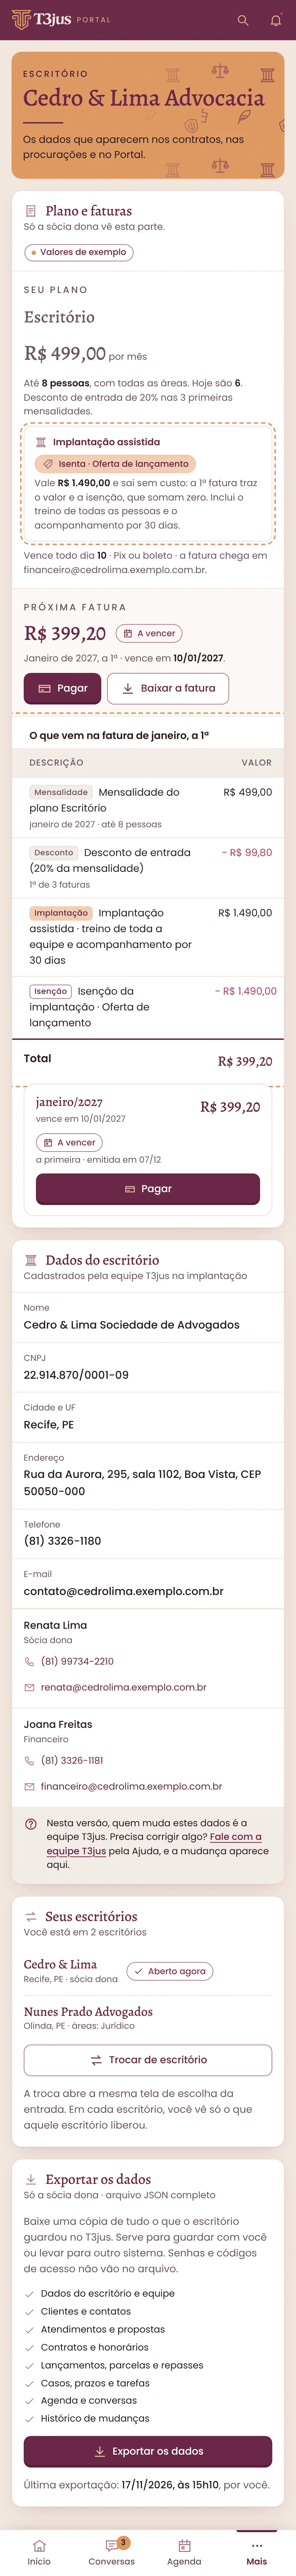 T3jus PORTAL
ESCRITÓRIO
Cedro & Lima Advocacia
Os dados que aparecem nos contratos, nas
procurações e no Portal.
Plano e faturas
Só a sócia dona vê esta parte.
Valores de exemplo
SEU PLANO
Escritório
R$ 499,00 por mês
Até 8 pessoas, com todas as áreas. Hoje são 6.
Desconto de entrada de 20% nas 3 primeiras
mensalidades.
Implantação assistida
Isenta · Oferta de lançamento
Vale R$ 1.490,00 e sai sem custo: a 1ª fatura traz
o valor e a isenção, que somam zero. Inclui o
treino de todas as pessoas e o
acompanhamento por 30 dias.
Vence todo dia 10 · Pix ou boleto · a fatura chega em
financeiro@cedrolima.exemplo.com.br.
PRÓXIMA FATURA
R$ 399,20 A vencer
Janeiro de 2027, a 1ª · vence em 10/01/2027.
Pagar Baixar a fatura
O que vem na fatura de janeiro, a 1ª
DESCRIÇÃO VALOR
Mensalidade Mensalidade do R$ 499,00
plano Escritório
janeiro de 2027 · até 8 pessoas
Desconto Desconto de entrada - R$ 99,80
(20% da mensalidade)
1ª de 3 faturas
Implantação Implantação R$ 1.490,00
assistida · treino de toda a
equipe e acompanhamento por
30 dias
Isenção Isenção da - R$ 1.490,00
implantação · Oferta de
lançamento
Total R$ 399,20
janeiro/2027 R$ 399,20
vence em 10/01/2027
A vencer
a primeira · emitida em 07/12
Pagar
Dados do escritório
Cadastrados pela equipe T3jus na implantação
Nome
Cedro & Lima Sociedade de Advogados
CNPJ
22.914.870/0001-09
Cidade e UF
Recife, PE
Endereço
Rua da Aurora, 295, sala 1102, Boa Vista, CEP
50050-000
Telefone
(81) 3326-1180
E-mail
contato@cedrolima.exemplo.com.br
Renata Lima
Sócia dona
(81) 99734-2210
renata@cedrolima.exemplo.com.br
Joana Freitas
Financeiro
(81) 3326-1181
financeiro@cedrolima.exemplo.com.br
Nesta versão, quem muda estes dados é a
equipe T3jus. Precisa corrigir algo? Fale com a
equipe T3jus pela Ajuda, e a mudança aparece
aqui.
Seus escritórios
Você está em 2 escritórios
Cedro & Lima Aberto agora
Recife, PE · sócia dona
Nunes Prado Advogados
Olinda, PE · áreas: Jurídico
Trocar de escritório
A troca abre a mesma tela de escolha da
entrada. Em cada escritório, você vê só o que
aquele escritório liberou.
Exportar os dados
Só a sócia dona · arquivo JSON completo
Baixe uma cópia de tudo o que o escritório
guardou no T3jus. Serve para guardar com você
ou levar para outro sistema. Senhas e códigos
de acesso não vão no arquivo.
Dados do escritório e equipe
Clientes e contatos
Atendimentos e propostas
Contratos e honorários
Lançamentos, parcelas e repasses
Casos, prazos e tarefas
Agenda e conversas
Histórico de mudanças
Exportar os dados
Última exportação: 17/11/2026, às 15h10, por você.
3
Início Conversas Agenda Mais